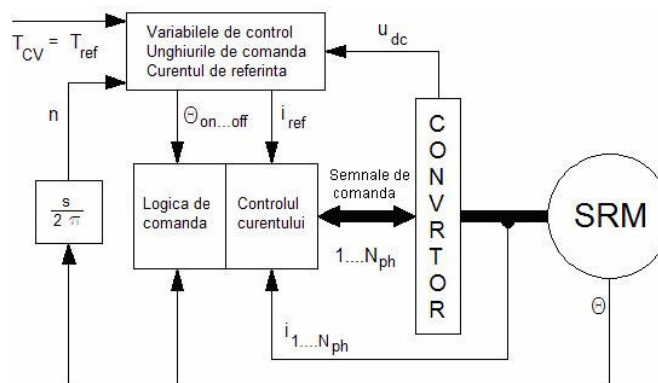 Variabilele de control
Unghiurile de comanda
Curentul de referinta
T_CV = T_ref
u_dc
n
Θ_on...off
i_ref
s
2 π
Logica de comanda
Controlul curentului
Semnale de comanda
1....N_ph
CONVRTOR
SRM
Θ
i_1....N_ph